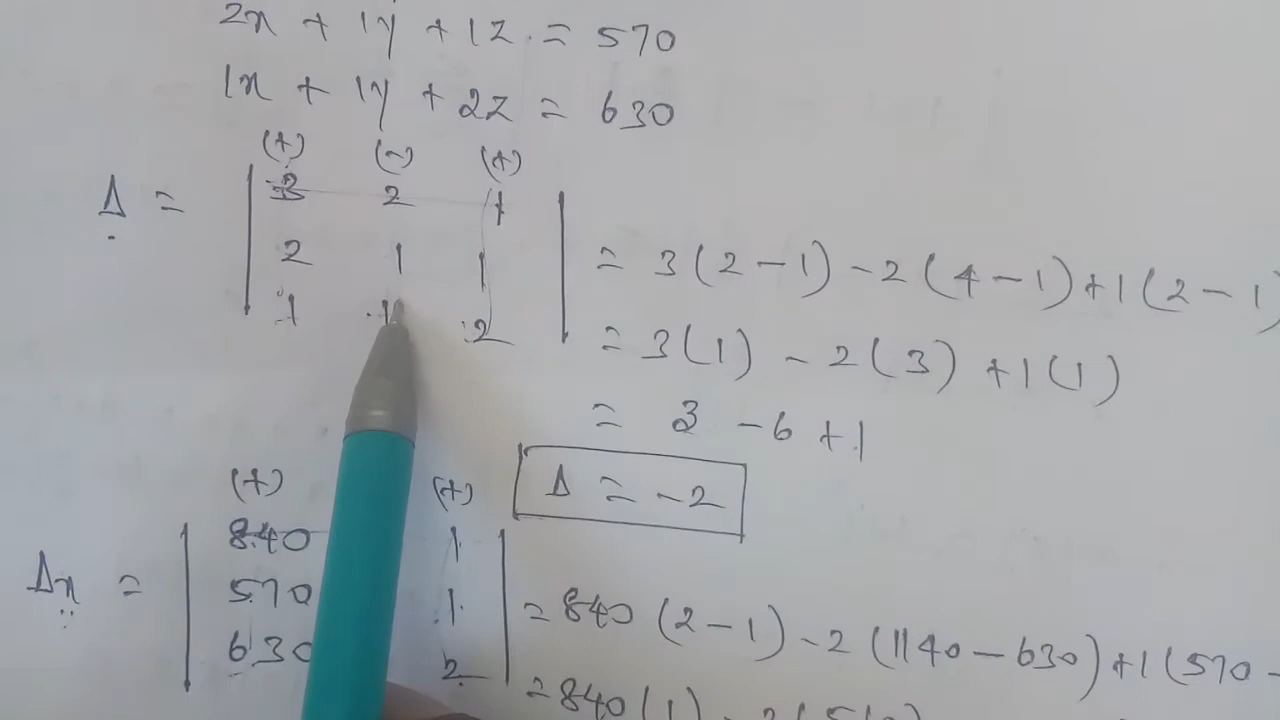 2x + 1y + 1z = 570
1x + 1y + 2z = 630
(+) (-) (+)
Δ = | 3 2 1 |
| 2 1 1 | = 3(2-1) - 2(4-1) + 1(2-1)
| 1 1 2 | = 3(1) - 2(3) + 1(1)
= 3 - 6 + 1
Δ = -2
(+) (+)
| 840 1 |
Δx = | 570 1 | = 840 (2-1) - 2(1140-630) + 1(570-
| 630 2 | = 840(1) - 2(510)